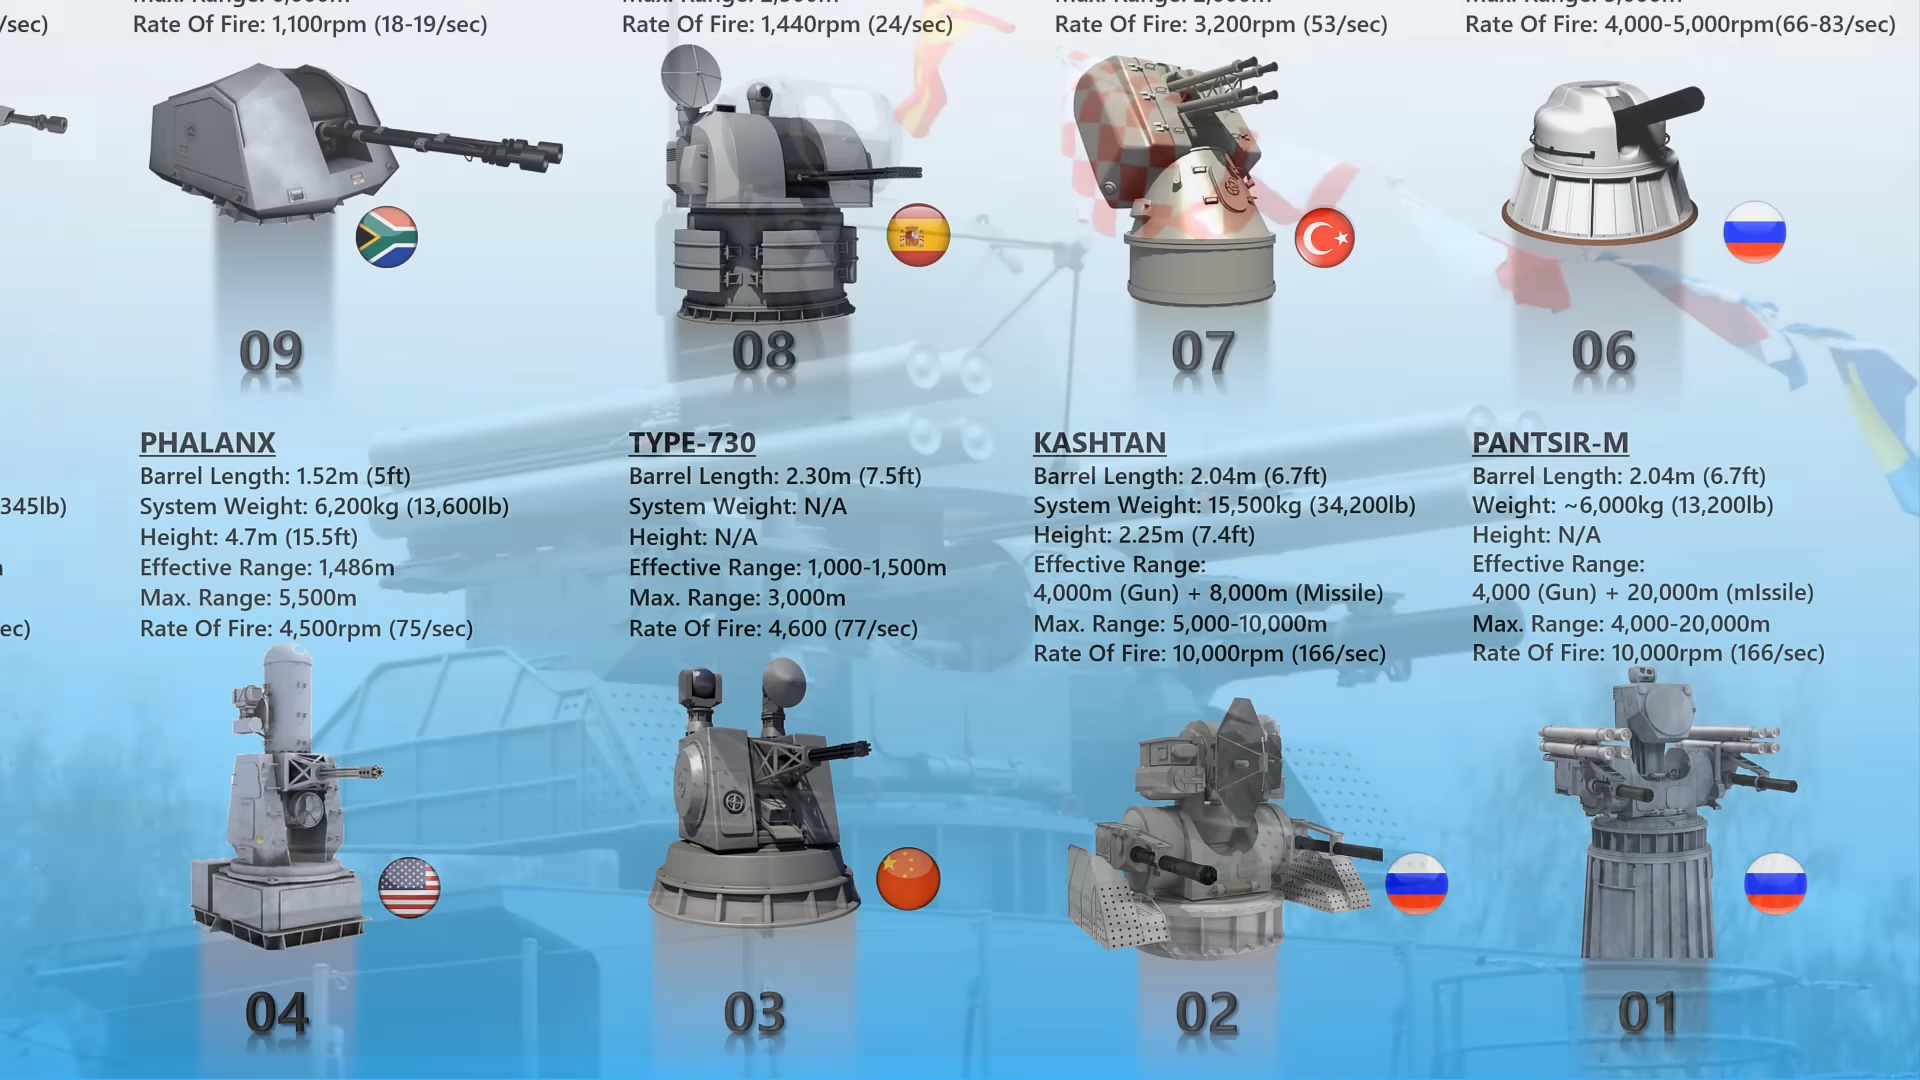 /sec)
Rate Of Fire: 1,100rpm (18-19/sec)
Rate Of Fire: 1,440rpm (24/sec)
Rate Of Fire: 3,200rpm (53/sec)
Rate Of Fire: 4,000-5,000rpm(66-83/sec)
09
08
07
06
345lb)
ec)
PHALANX
Barrel Length: 1.52m (5ft)
System Weight: 6,200kg (13,600lb)
Height: 4.7m (15.5ft)
Effective Range: 1,486m
Max. Range: 5,500m
Rate Of Fire: 4,500rpm (75/sec)
04
TYPE-730
Barrel Length: 2.30m (7.5ft)
System Weight: N/A
Height: N/A
Effective Range: 1,000-1,500m
Max. Range: 3,000m
Rate Of Fire: 4,600 (77/sec)
03
KASHTAN
Barrel Length: 2.04m (6.7ft)
System Weight: 15,500kg (34,200lb)
Height: 2.25m (7.4ft)
Effective Range:
4,000m (Gun) + 8,000m (Missile)
Max. Range: 5,000-10,000m
Rate Of Fire: 10,000rpm (166/sec)
02
PANTSIR-M
Barrel Length: 2.04m (6.7ft)
Weight: ~6,000kg (13,200lb)
Height: N/A
Effective Range:
4,000 (Gun) + 20,000m (mIssile)
Max. Range: 4,000-20,000m
Rate Of Fire: 10,000rpm (166/sec)
01